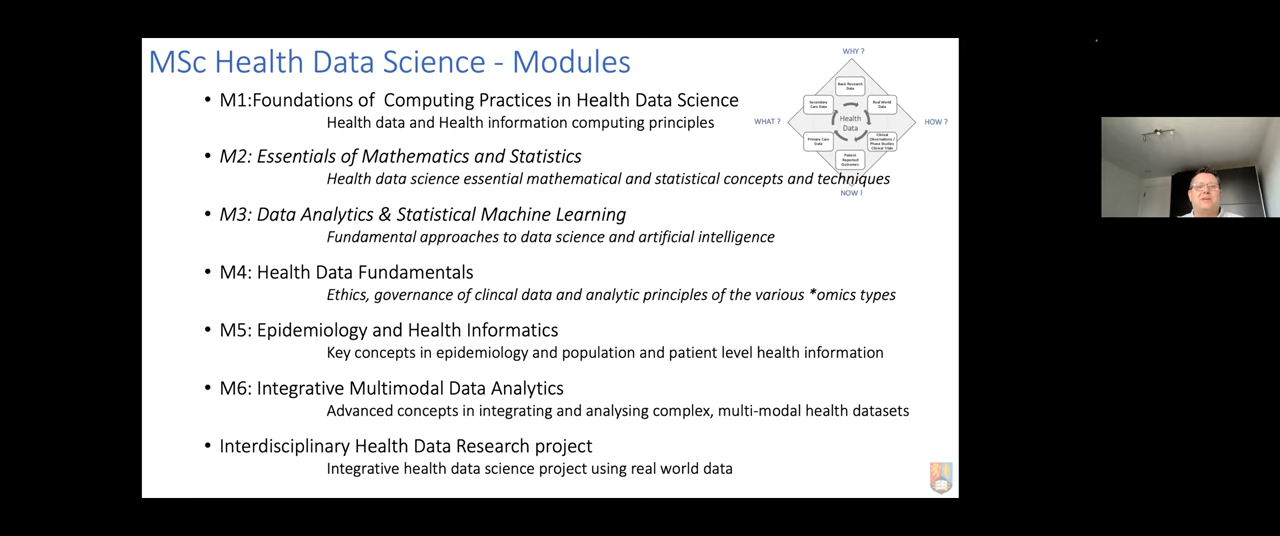 MSc Health Data Science - Modules
• M1:Foundations of Computing Practices in Health Data Science
Health data and Health information computing principles
• M2: Essentials of Mathematics and Statistics
Health data science essential mathematical and statistical concepts and techniques
• M3: Data Analytics & Statistical Machine Learning
Fundamental approaches to data science and artificial intelligence
• M4: Health Data Fundamentals
Ethics, governance of clincal data and analytic principles of the various *omics types
• M5: Epidemiology and Health Informatics
Key concepts in epidemiology and population and patient level health information
• M6: Integrative Multimodal Data Analytics
Advanced concepts in integrating and analysing complex, multi-modal health datasets
• Interdisciplinary Health Data Research project
Integrative health data science project using real world data
WHY ?
Basic Research
Data
Secondary
Care Data
Real World
Data
WHAT ?
Health
Data
HOW ?
Primary Care
Data
Clinical
Observations /
Phase Studies
Clinical Trials
Patient
Reported
Outcomes
NOW !